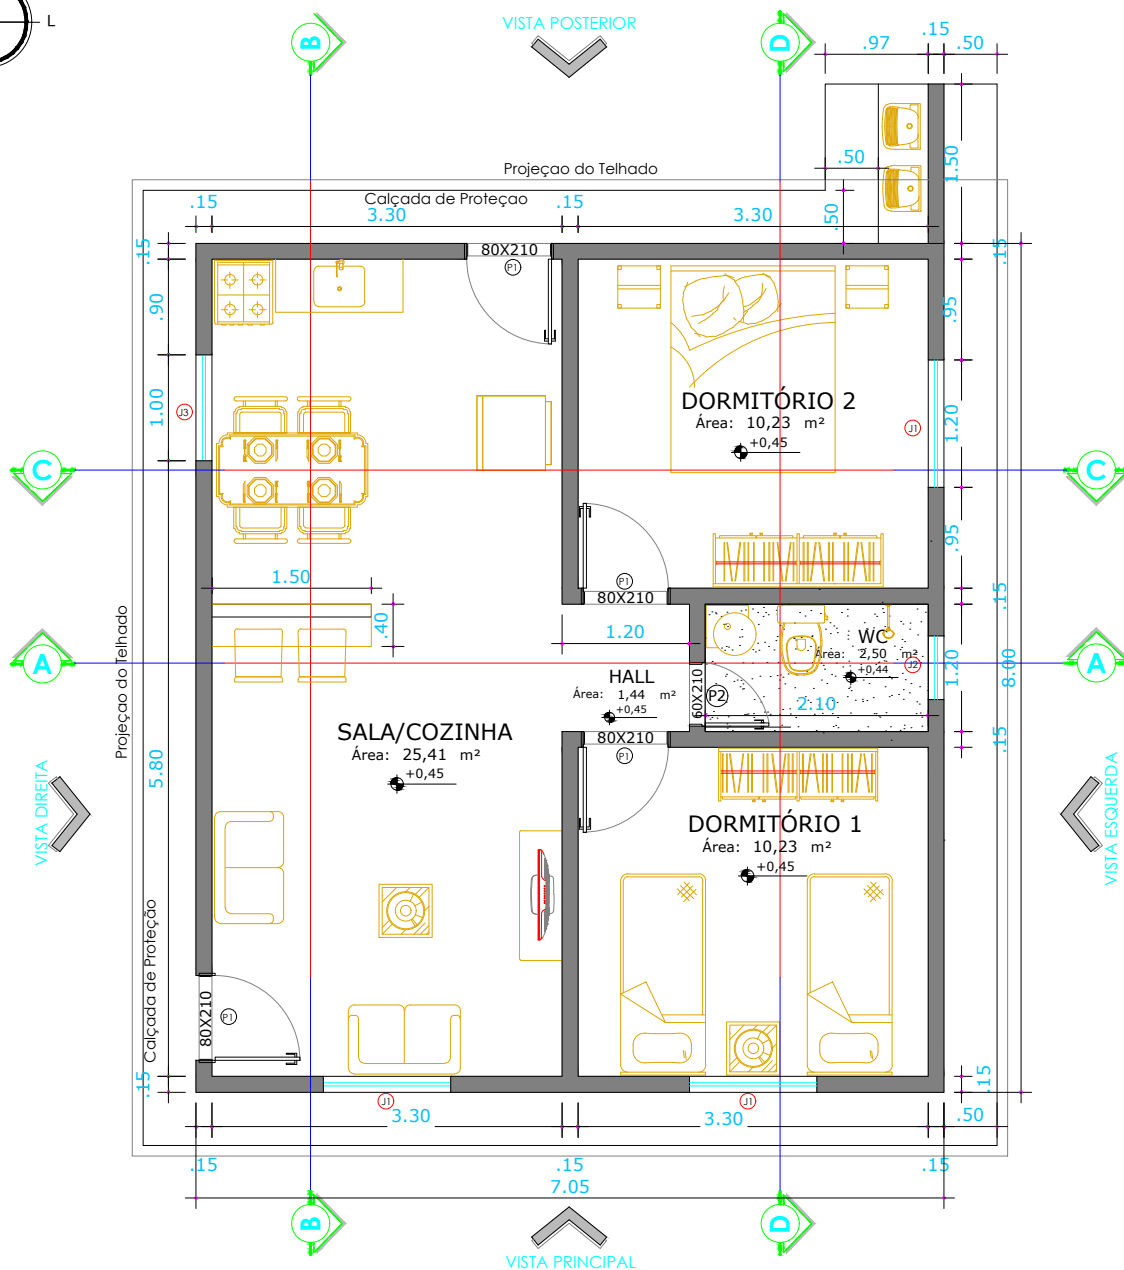 L
VISTA POSTERIOR
B
D
.97
.15
.50
.50
1.50
Projeçao do Telhado
Calçada de Proteçao
.15
3.30
.15
3.30
.50
.15
80X210
P1
.15
.90
1.00
J3
DORMITÓRIO 2
Área: 10,23 m²
+0,45
.95
1.20
J1
C
C
.95
1.50
P1
80X210
.15
.40
1.20
WC
Área: 2,50 m²
+0,44
J2
1.20
8.00
A
A
HALL
Área: 1,44 m²
+0,45
60X210
P2
2.10
Projeçao do Telhado
SALA/COZINHA
Área: 25,41 m²
+0,45
80X210
P1
.15
5.80
VISTA DIREITA
VISTA ESQUERDA
DORMITÓRIO 1
Área: 10,23 m²
+0,45
Calçada de Proteção
80X210
P1
.15
.15
J1
J1
3.30
3.30
.50
.15
.15
.15
7.05
B
D
VISTA PRINCIPAL